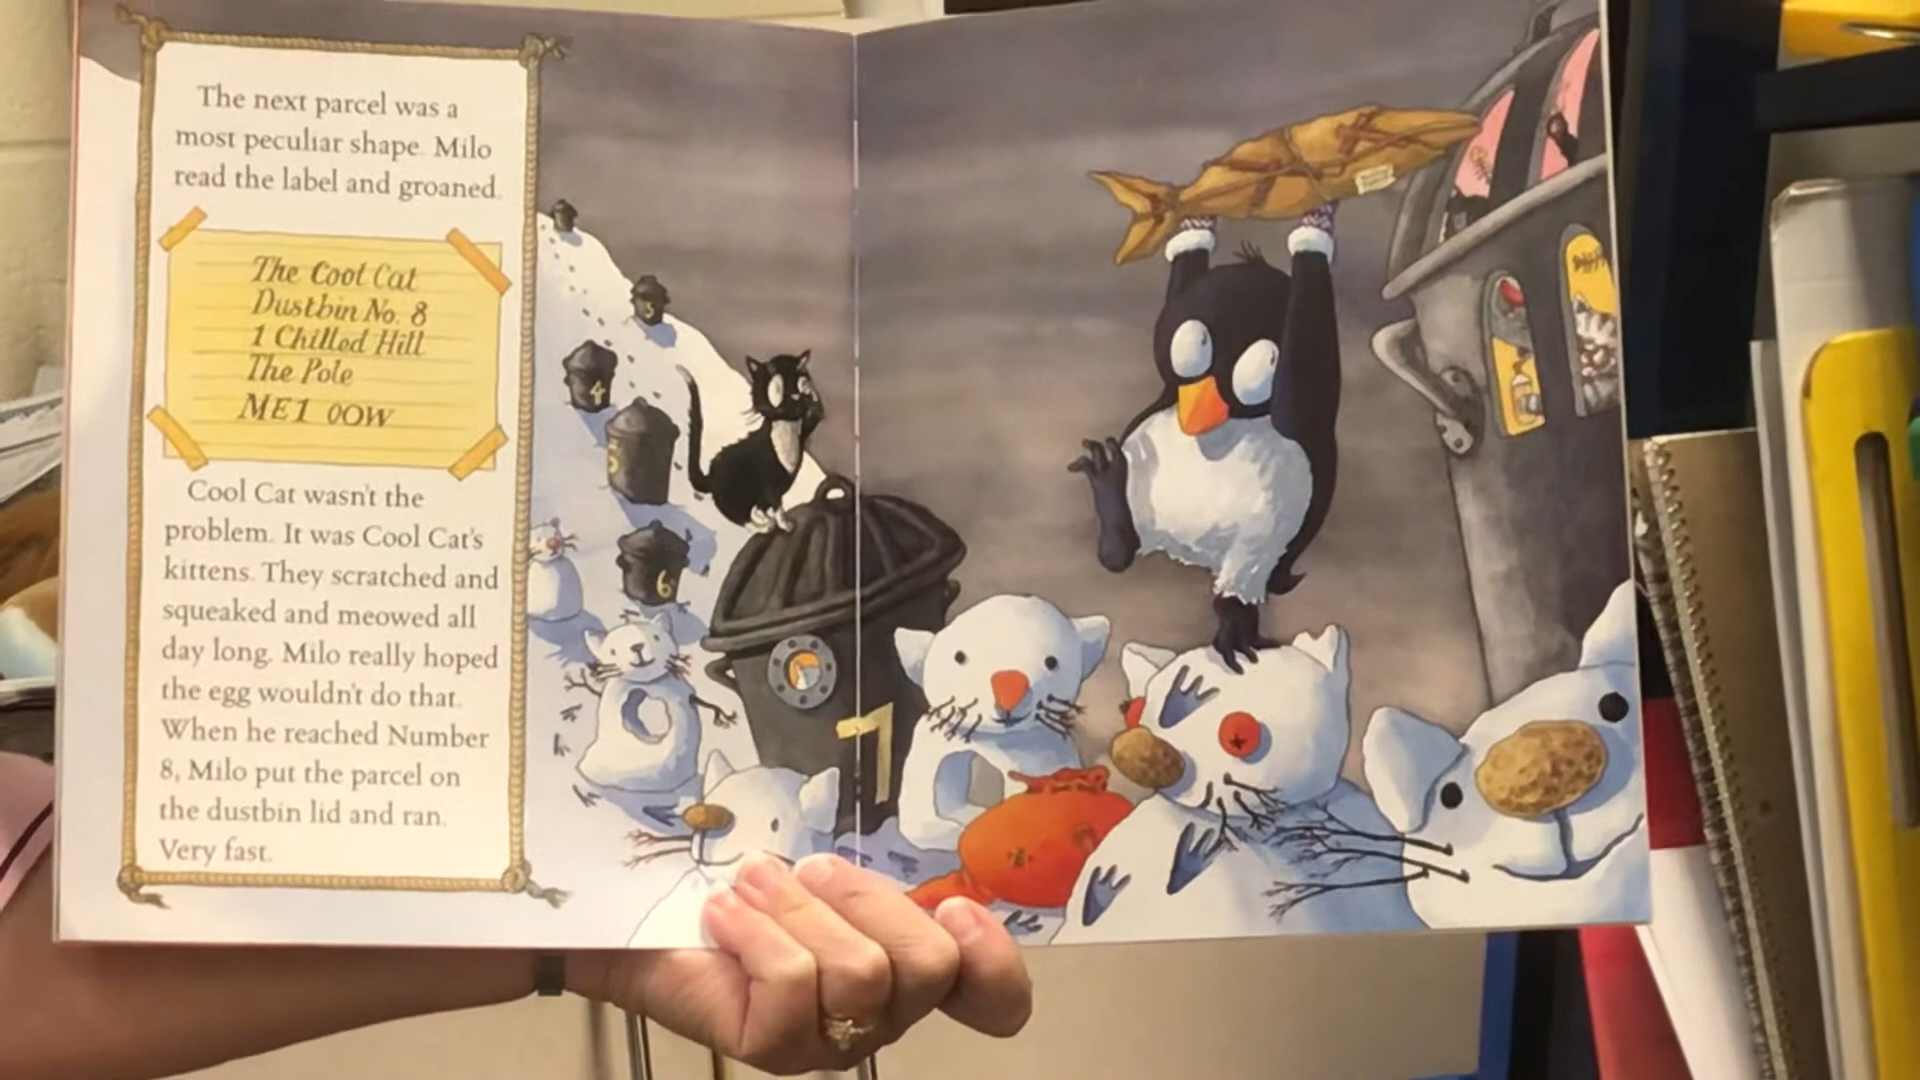 The next parcel was a
most peculiar shape. Milo
read the label and groaned.
The Cool Cat
Dustbin No. 8
1 Chilled Hill
The Pole
ME1 0OW
Cool Cat wasn't the
problem. It was Cool Cat's
kittens. They scratched and
squeaked and meowed all
day long. Milo really hoped
the egg wouldn't do that.
When he reached Number
8, Milo put the parcel on
the dustbin lid and ran.
Very fast.
4
5
6
7